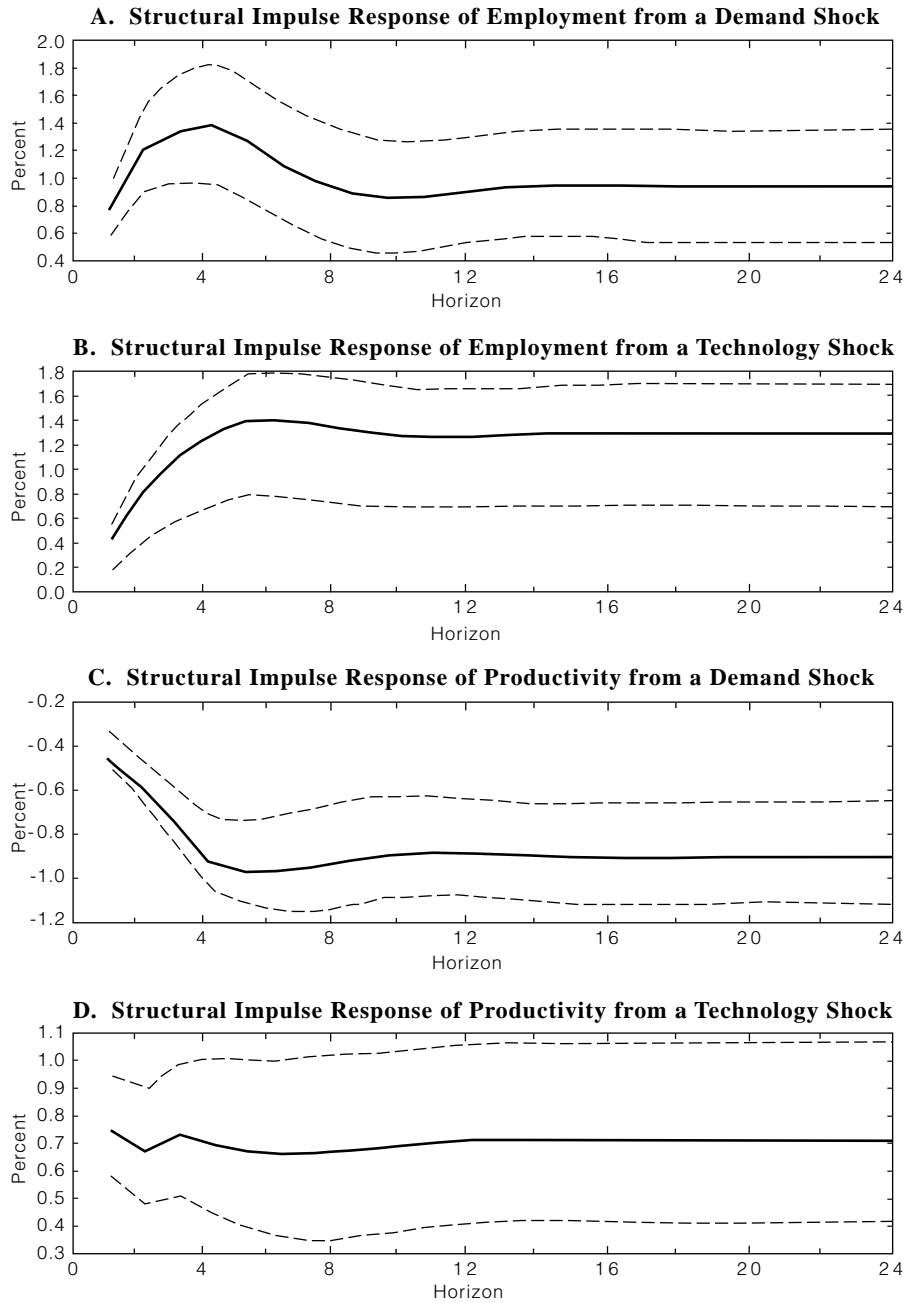 A. Structural Impulse Response of Employment from a Demand Shock
2.0
1.8
1.6
1.4
1.2
1.0
0.8
0.6
0.4
Percent
0 4 8 12 16 20 24
Horizon
B. Structural Impulse Response of Employment from a Technology Shock
1.8
1.6
1.4
1.2
1.0
0.8
0.6
0.4
0.2
0.0
Percent
0 4 8 10 12 16 20 24
Horizon
C. Structural Impulse Response of Productivity from a Demand Shock
-0.2
-0.4
-0.6
-0.8
-1.0
-1.2
Percent
0 4 8 12 16 20 24
Horizon
D. Structural Impulse Response of Productivity from a Technology Shock
1.1
1.0
0.9
0.8
0.7
0.6
0.5
0.4
0.3
Percent
0 4 8 12 16 20 24
Horizon